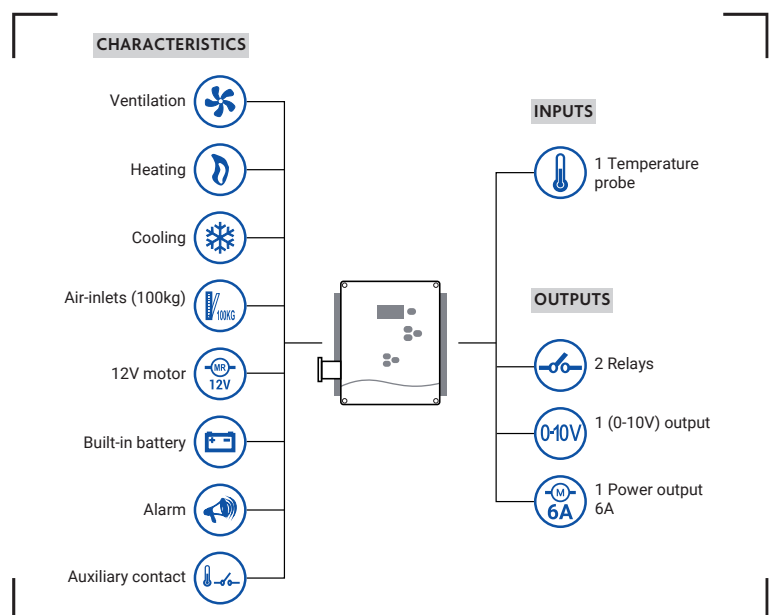 CHARACTERISTICS
Ventilation
Heating
Cooling
Air-inlets (100kg)
100KG
12V motor
MR
12V
Built-in battery
Alarm
Auxiliary contact
INPUTS
1 Temperature
probe
OUTPUTS
2 Relays
0-10V
1 (0-10V) output
M
6A
1 Power output
6A